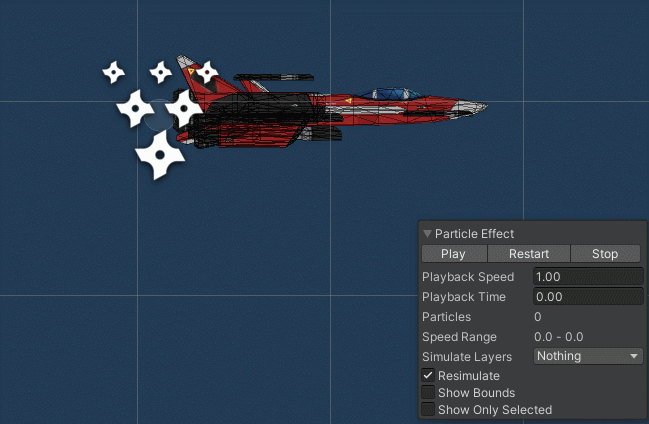 Particle Effect
Play Restart Stop
Playback Speed 1.00
Playback Time 0.00
Particles 0
Speed Range 0.0 - 0.0
Simulate Layers Nothing
Resimulate
Show Bounds
Show Only Selected